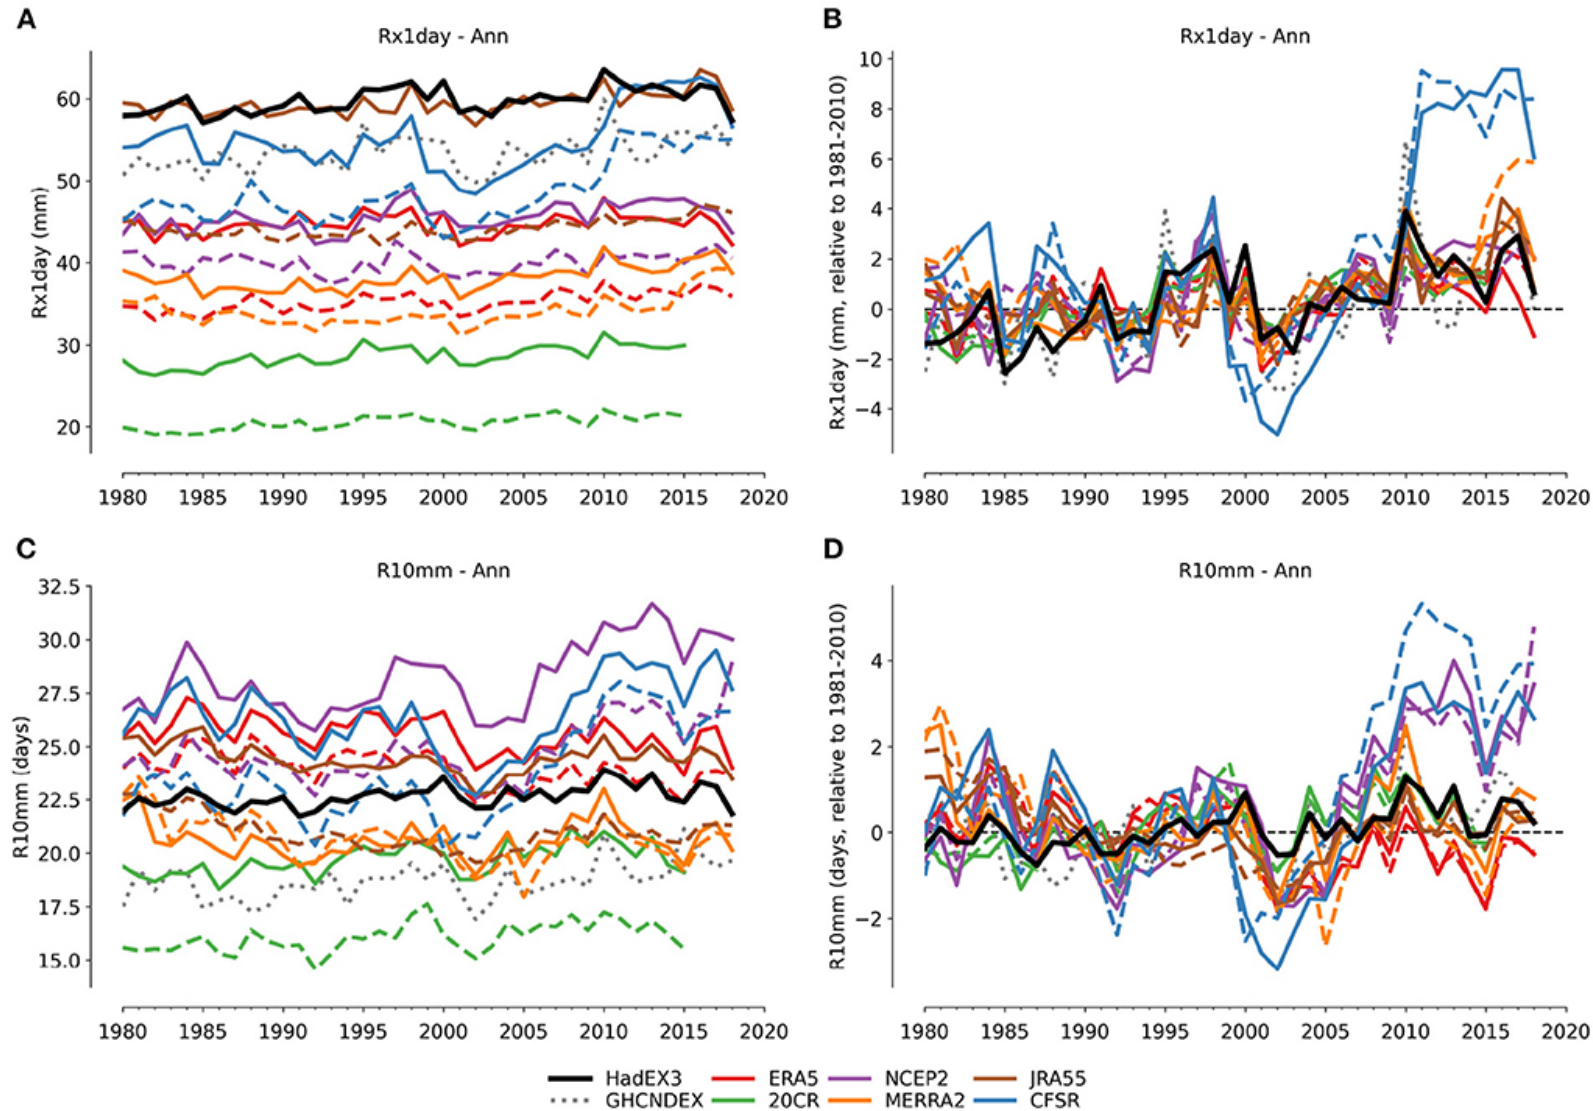 A
Rx1day - Ann
Rx1day (mm)
60
50
40
30
20
1980 1985 1990 1995 2000 2005 2010 2015 2020
B
Rx1day - Ann
Rx1day (mm, relative to 1981-2010)
10
8
6
4
2
0
−2
−4
1980 1985 1990 1995 2000 2005 2010 2015 2020
C
R10mm - Ann
R10mm (days)
32.5
30.0
27.5
25.0
22.5
20.0
17.5
15.0
1980 1985 1990 1995 2000 2005 2010 2015 2020
D
R10mm - Ann
R10mm (days, relative to 1981-2010)
4
2
0
−2
1980 1985 1990 1995 2000 2005 2010 2015 2020
HadEX3 ERA5 NCEP2 JRA55
GHCNDEX 20CR MERRA2 CFSR